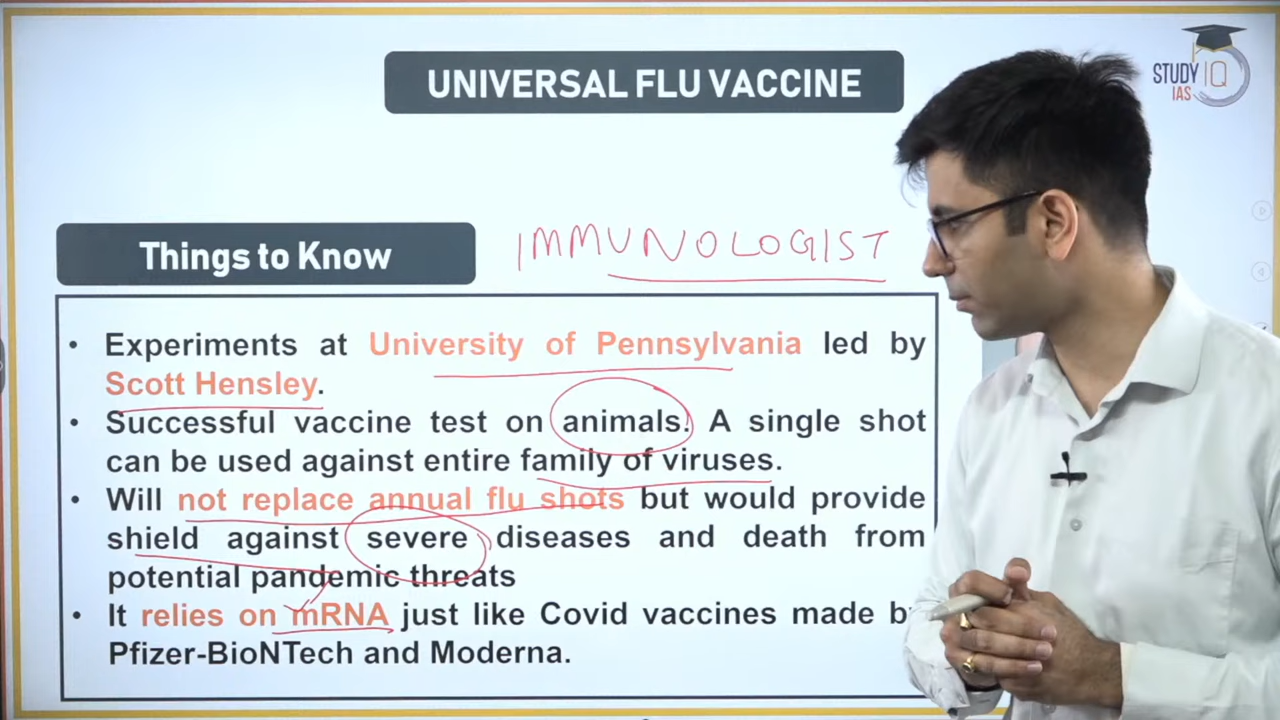 UNIVERSAL FLU VACCINE
STUDY IQ
IAS
Things to Know
IMMUNOLOGIST
• Experiments at University of Pennsylvania led by
Scott Hensley.
• Successful vaccine test on animals. A single shot
can be used against entire family of viruses.
• Will not replace annual flu shots but would provide
shield against severe diseases and death from
potential pandemic threats
• It relies on mRNA just like Covid vaccines made
Pfizer-BioNTech and Moderna.